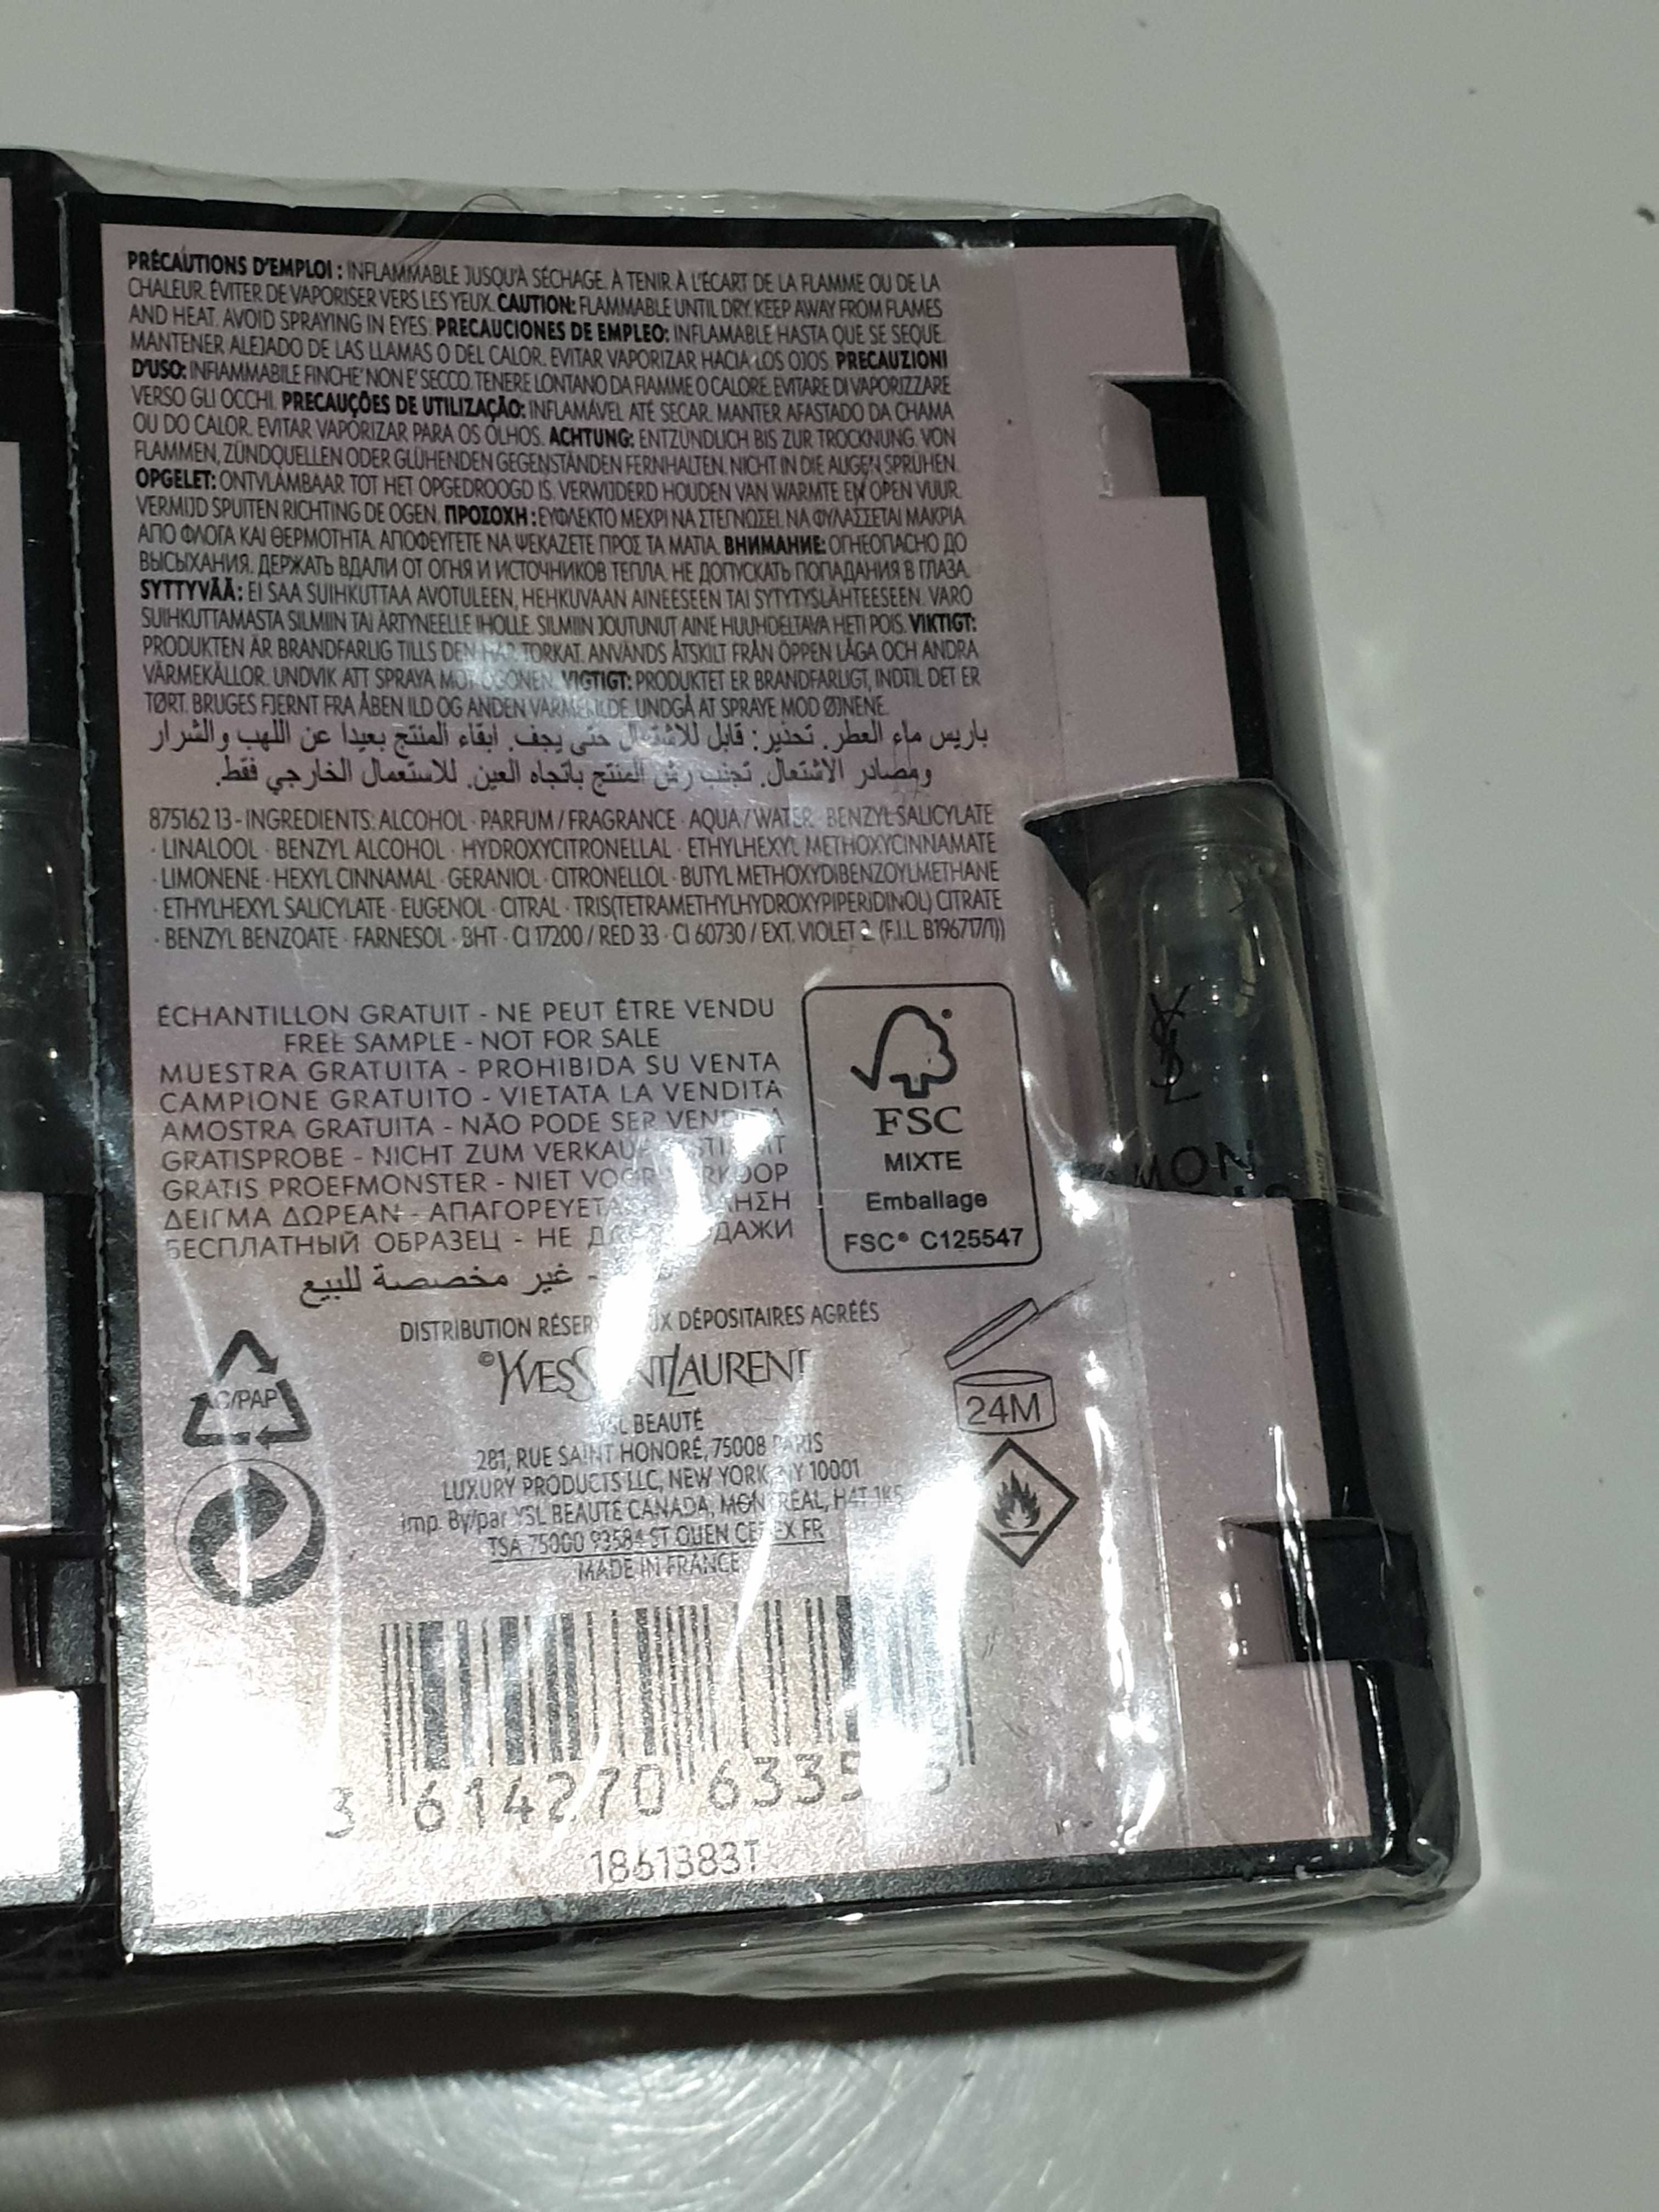 PRÉCAUTIONS D'EMPLOI : INFLAMMABLE JUSQU'À SÉCHAGE. À TENIR À L'ÉCART DE LA FLAMME OU DE LA
CHALEUR. ÉVITER DE VAPORISER VERS LES YEUX. CAUTION: FLAMMABLE UNTIL DRY. KEEP AWAY FROM FLAMES
AND HEAT. AVOID SPRAYING IN EYES. PRECAUCIONES DE EMPLEO: INFLAMABLE HASTA QUE SE SEQUE.
MANTENER ALEJADO DE LAS LLAMAS O DEL CALOR. EVITAR VAPORIZAR HACIA LOS OJOS. PRECAUZIONI
D'USO: INFIAMMABILE FINCHE' NON E' SECCO. TENERE LONTANO DA FIAMME O CALORE. EVITARE DI VAPORIZZARE
VERSO GLI OCCHI. PRECAUÇÕES DE UTILIZAÇÃO: INFLAMÁVEL ATÉ SECAR. MANTER AFASTADO DA CHAMA
OU DO CALOR. EVITAR VAPORIZAR PARA OS OLHOS. ACHTUNG: ENTZÜNDLICH BIS ZUR TROCKNUNG. VON
FLAMMEN, ZÜNDQUELLEN ODER GLÜHENDEN GEGENSTÄNDEN FERNHALTEN. NICHT IN DIE AUGEN SPRÜHEN.
OPGELET: ONTVLAMBAAR TOT HET OPGEDROOGD IS. VERWIJDERD HOUDEN VAN WARMTE EN OPEN VUUR.
VERMIJD SPUITEN RICHTING DE OGEN. ΠΡΟΣΟΧΗ : ΕΥΦΛΕΚΤΟ ΜΕΧΡΙ ΝΑ ΣΤΕΓΝΩΣΕΙ. ΝΑ ΦΥΛΑΣΣΕΤΑΙ ΜΑΚΡΙΑ
ΑΠΟ ΦΛΟΓΑ ΚΑΙ ΘΕΡΜΟΤΗΤΑ. ΑΠΟΦΕΥΓΕΤΕ ΝΑ ΨΕΚΑΖΕΤΕ ΠΡΟΣ ΤΑ ΜΑΤΙΑ. ВНИМАНИЕ: ОГНЕОПАСНО ДО
ВЫСЫХАНИЯ. ДЕРЖАТЬ ВДАЛИ ОТ ОГНЯ И ИСТОЧНИКОВ ТЕПЛА. НЕ ДОПУСКАТЬ ПОПАДАНИЯ В ГЛАЗА.
SYTTYVÄÄ: EI SAA SUIHKUTTAA AVOTULEEN, HEHKUVAAN AINEESEEN TAI SYTYTYSLÄHTEESEEN. VARO
SUIHKUTTAMASTA SILMIIN TAI ÄRTYNEELLE IHOLLE. SILMIIN JOUTUNUT AINE HUUHDELTAVA HETI POIS. VIKTIGT:
PRODUKTEN ÄR BRANDFARLIG TILLS DEN HAR TORKAT. ANVÄNDS ÅTSKILT FRÅN ÖPPEN LÅGA OCH ANDRA
VÄRMEKÄLLOR. UNDVIK ATT SPRAYA MOT ÖGONEN. VIGTIGT: PRODUKTET ER BRANDFARLIGT, INDTIL DET ER
TØRT. BRUGES FJERNT FRA ÅBEN ILD OG ANDEN VARMEKILDE. UNDGÅ AT SPRAYE MOD ØJNENE.
باريس ماء العطر. تحذير: قابل للاشتعال حتى يجف. ابقاء المنتج بعيدا عن اللهب والشرار
ومصادر الاشتعال. تجنب رش المنتج باتجاه العين. للاستعمال الخارجي فقط.
875162 13 - INGREDIENTS: ALCOHOL · PARFUM / FRAGRANCE · AQUA / WATER · BENZYL SALICYLATE
· LINALOOL · BENZYL ALCOHOL · HYDROXYCITRONELLAL · ETHYLHEXYL METHOXYCINNAMATE
· LIMONENE · HEXYL CINNAMAL · GERANIOL · CITRONELLOL · BUTYL METHOXYDIBENZOYLMETHANE
· ETHYLHEXYL SALICYLATE · EUGENOL · CITRAL · TRIS(TETRAMETHYLHYDROXYPIPERIDINOL) CITRATE
· BENZYL BENZOATE · FARNESOL · BHT · CI 17200 / RED 33 · CI 60730 / EXT. VIOLET 2 (F.I.L. B196717/1))
ÉCHANTILLON GRATUIT - NE PEUT ÊTRE VENDU
FREE SAMPLE - NOT FOR SALE
MUESTRA GRATUITA - PROHIBIDA SU VENTA
CAMPIONE GRATUITO - VIETATA LA VENDITA
AMOSTRA GRATUITA - NÃO PODE SER VENDIDA
GRATISPROBE - NICHT ZUM VERKAUF
GRATIS PROEFMONSTER - NIET VOOR VERKOOP
ΔΕΙΓΜΑ ΔΩΡΕΑΝ - ΑΠΑΓΟΡΕΥΕΤΑΙ
БЕСПЛАТНЫЙ ОБРАЗЕЦ - НЕ ДЛЯ ПРОДАЖИ
- غير مخصصة للبيع
FSC
MIXTE
Emballage
FSC® C125547
YSL
MON
DISTRIBUTION RÉSERVÉE AUX DÉPOSITAIRES AGRÉÉS
©YVESSAINTLAURENT
YSL BEAUTÉ
281, RUE SAINT HONORÉ, 75008 PARIS
LUXURY PRODUCTS LLC, NEW YORK, NY 10001
imp. By/par YSL BEAUTÉ CANADA, MONTREAL, H4T 1K5
TSA 75000 93584 ST OUEN CEDEX FR
MADE IN FRANCE
C/PAP
24M
3 614270 6335
1861383T